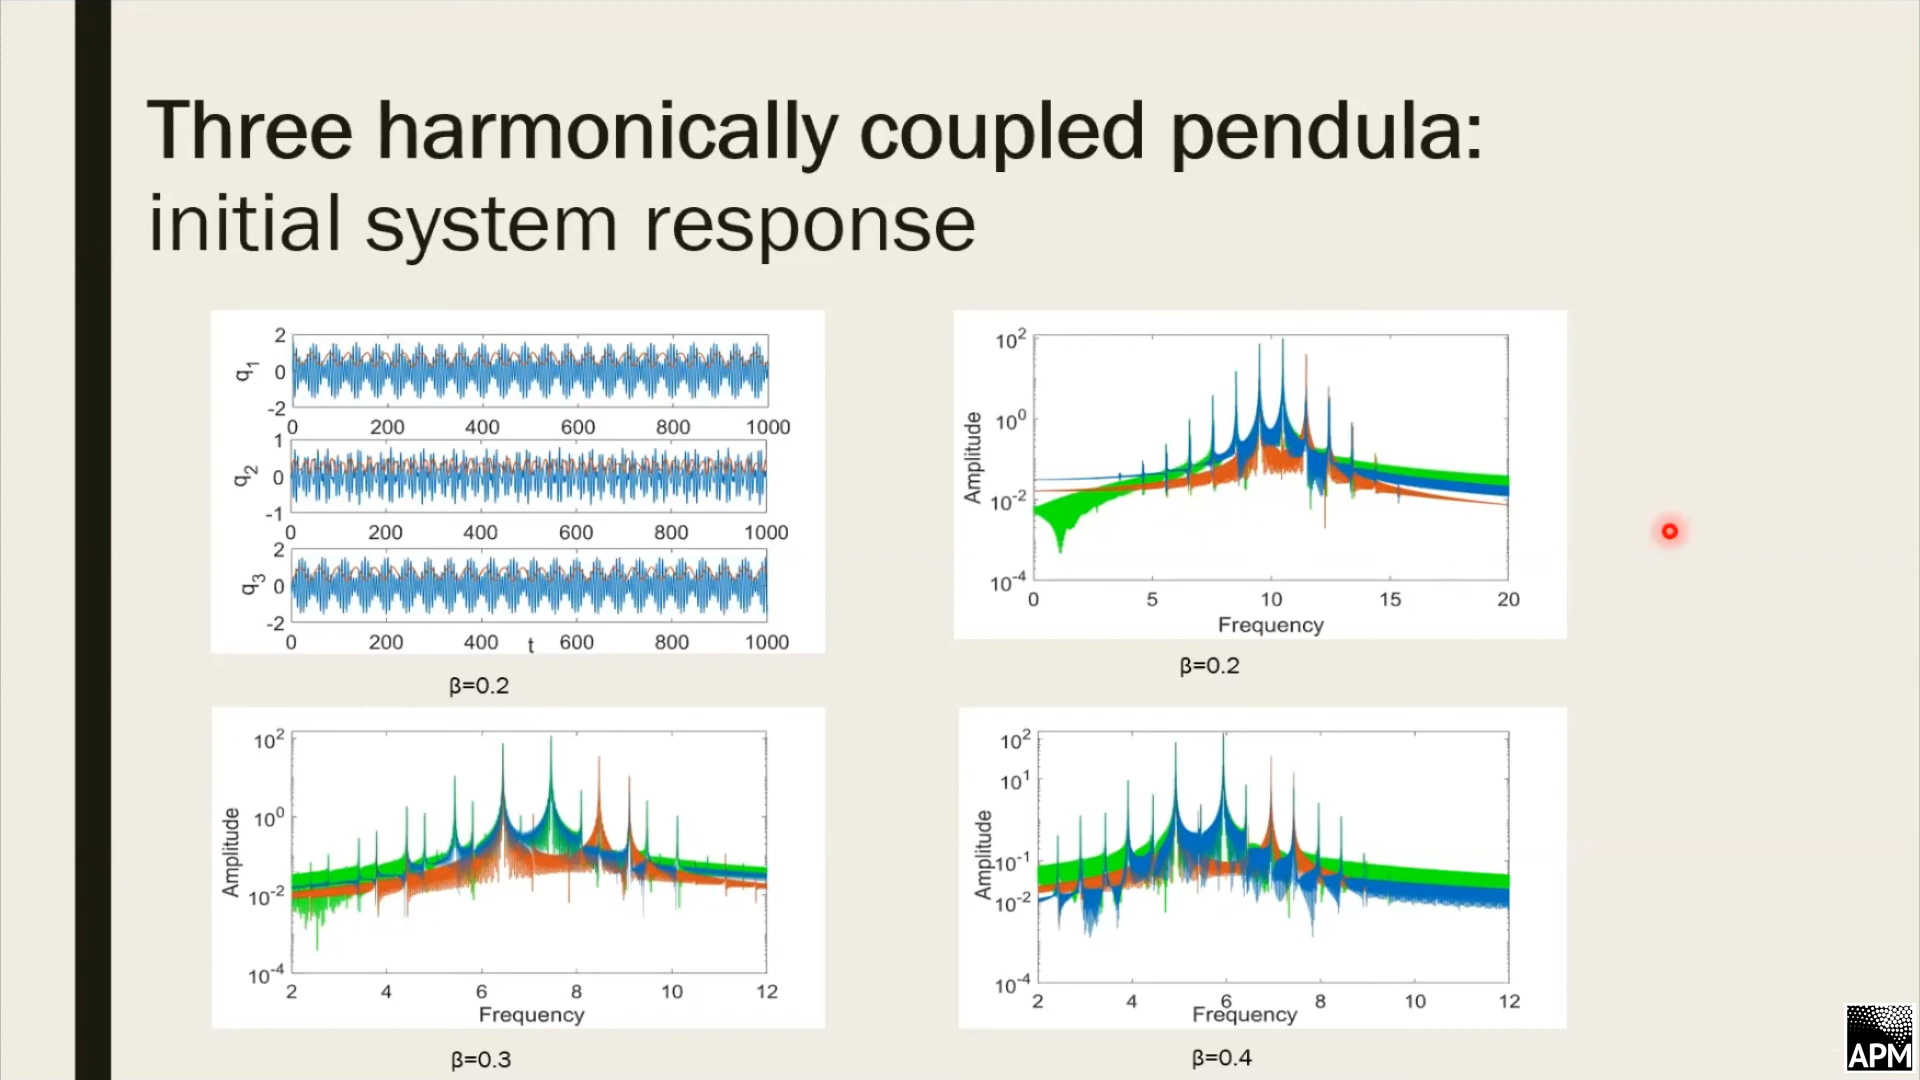 Three harmonically coupled pendula:
initial system response
2
q₁
0
-2
0 200 400 600 800 1000
1
q₂
0
-1
0 200 400 600 800 1000
2
q₃
0
-2
0 200 400 t 600 800 1000
β=0.2
10²
10⁰
10⁻²
10⁻⁴
Amplitude
0 5 10 15 20
Frequency
β=0.2
10²
10⁰
10⁻²
10⁻⁴
Amplitude
2 4 6 8 10 12
Frequency
β=0.3
10²
10¹
10⁻¹
10⁻²
10⁻⁴
Amplitude
2 4 6 8 10 12
Frequency
β=0.4
APM